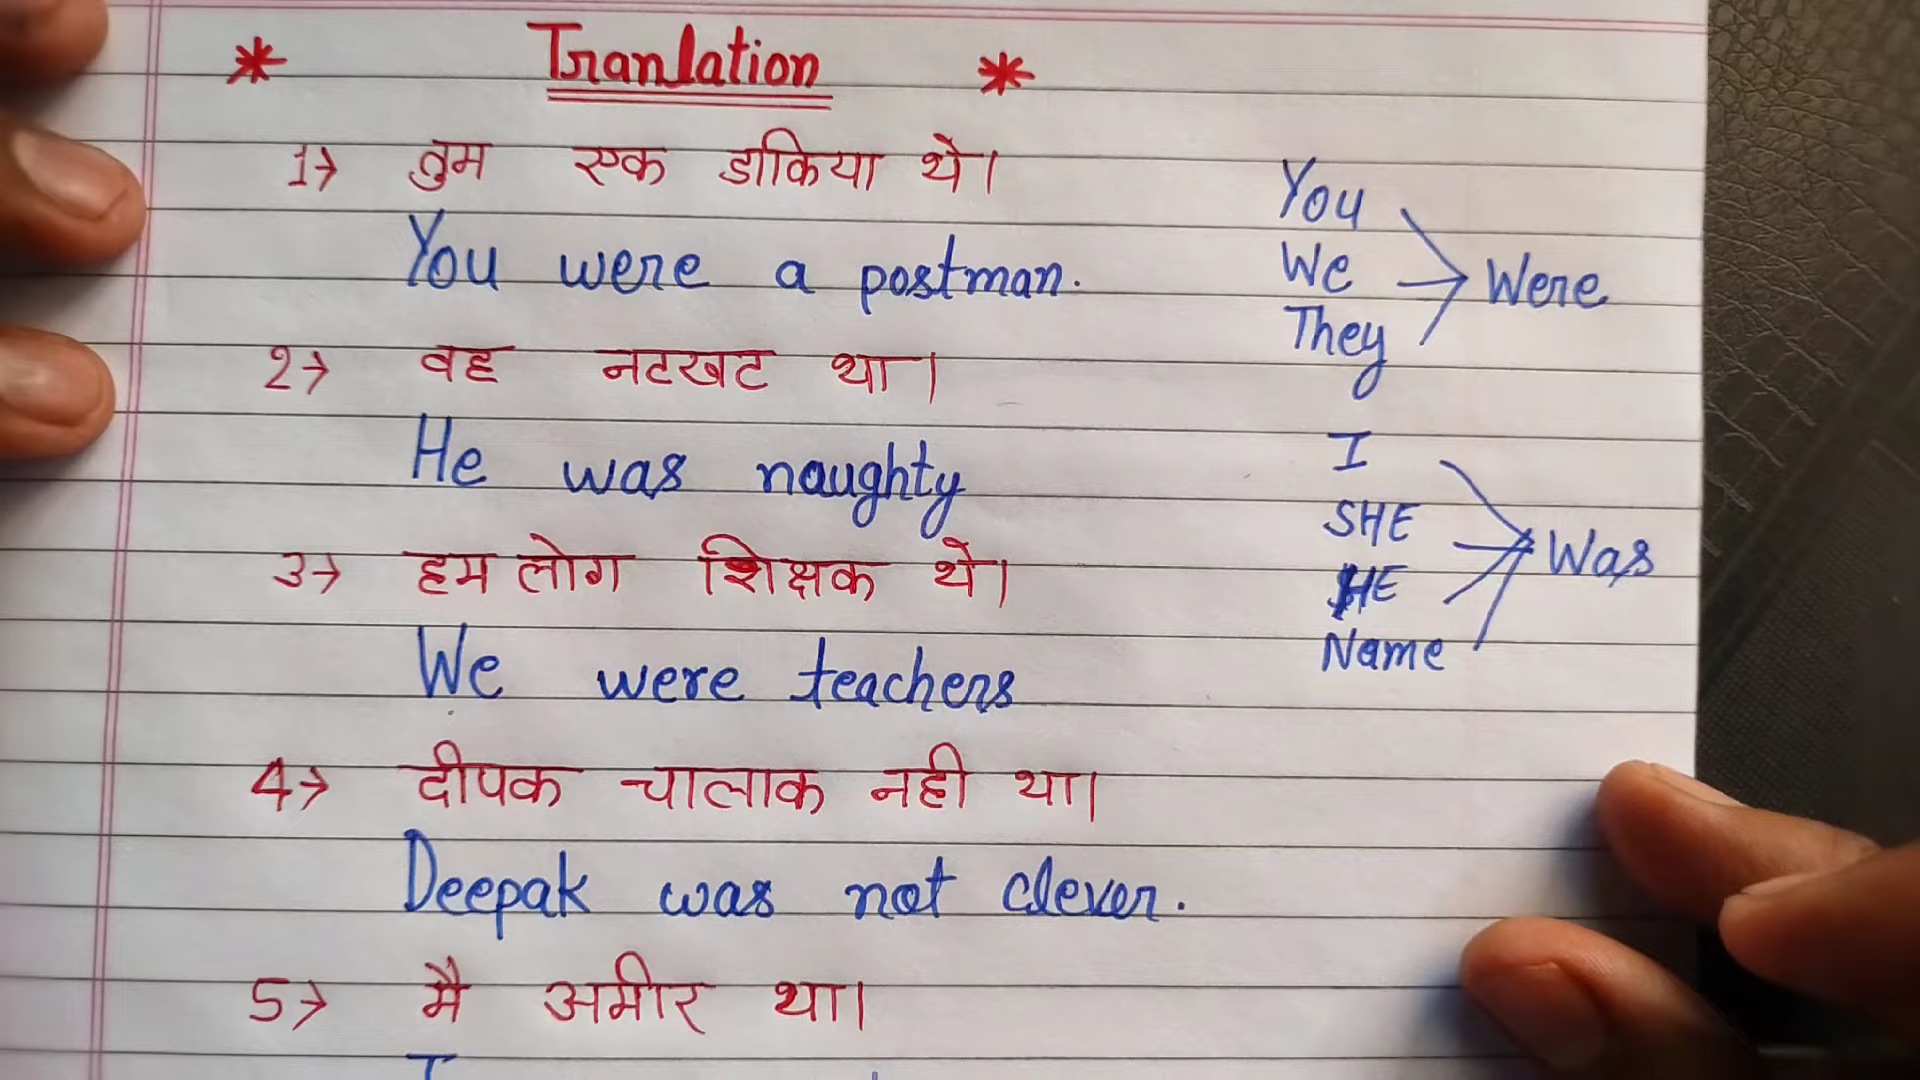 * Tranlation *
1→ तुम एक डाकिया थे।
You were a postman.
2→ वह नटखट था।
He was naughty
3→ हम लोग शिक्षक थे।
We were teachers
4→ दीपक चालाक नही था।
Deepak was not clever.
5→ मै अमीर था।
You
We
They
Were
I
SHE
HE
Name
Was